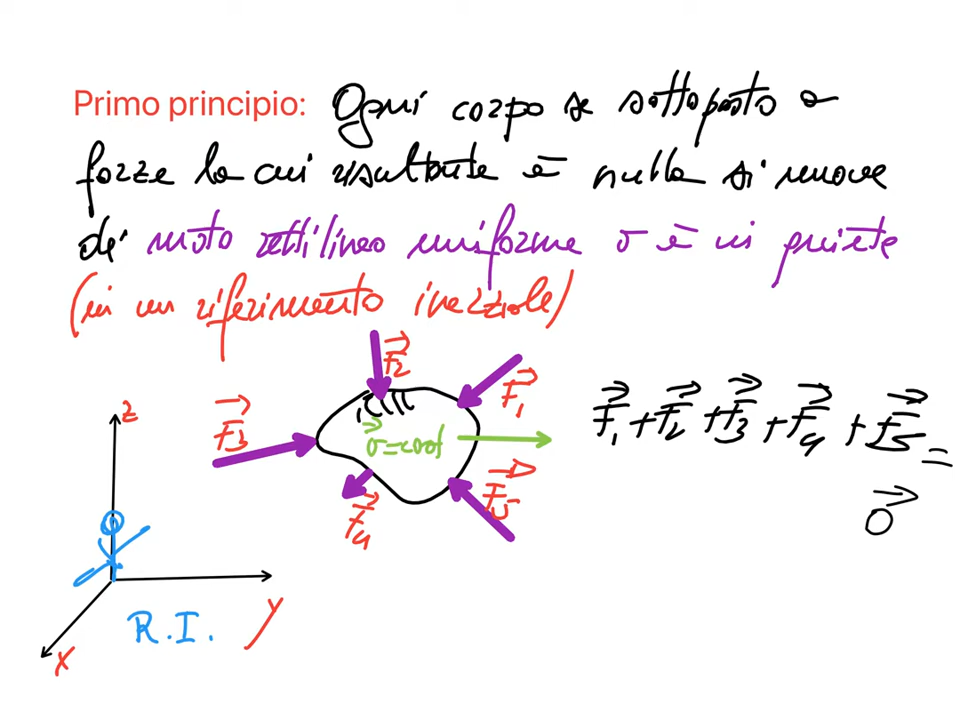 Primo principio: Ogni corpo se sottoposto a
forze la cui risultante è nulla si muove
di moto rettilineo uniforme o è in quiete
(in un riferimento inerziale)
F2
F1
F3
v = cost
F5
F4
F1 + F2 + F3 + F4 + F5 =
0
z
R.I.
y
x